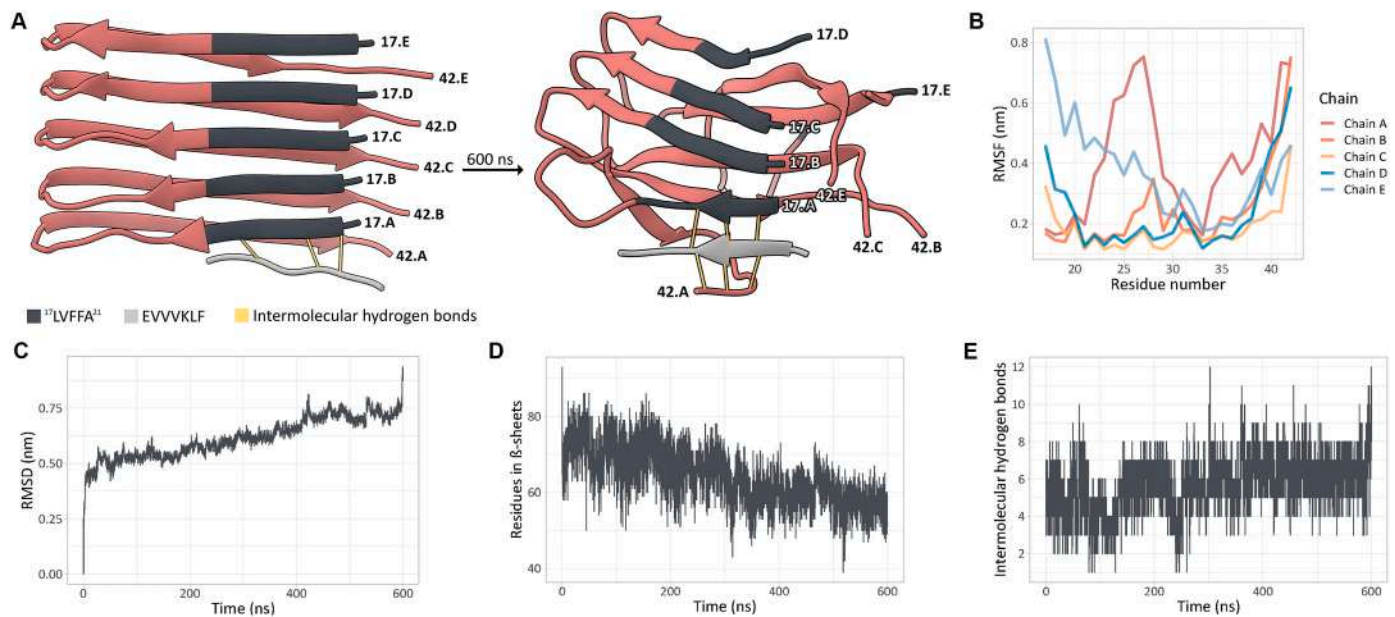 A
17.E
42.E
17.D
42.D
17.C
42.C
17.B
42.B
17.A
42.A
600 ns
17.D
17.E
17.C
17.B
42.E
17.A
42.C
42.B
42.A
¹⁷LVFFA²¹
EVVVKLF
Intermolecular hydrogen bonds
B
0.8
0.6
0.4
0.2
RMSF (nm)
20
25
30
35
40
Residue number
Chain
Chain A
Chain B
Chain C
Chain D
Chain E
C
0.75
0.50
0.25
0.00
RMSD (nm)
0
200
400
600
Time (ns)
D
80
60
40
Residues in ß-sheets
0
200
400
600
Time (ns)
E
12
10
8
6
4
2
Intermolecular hydrogen bonds
0
200
400
600
Time (ns)